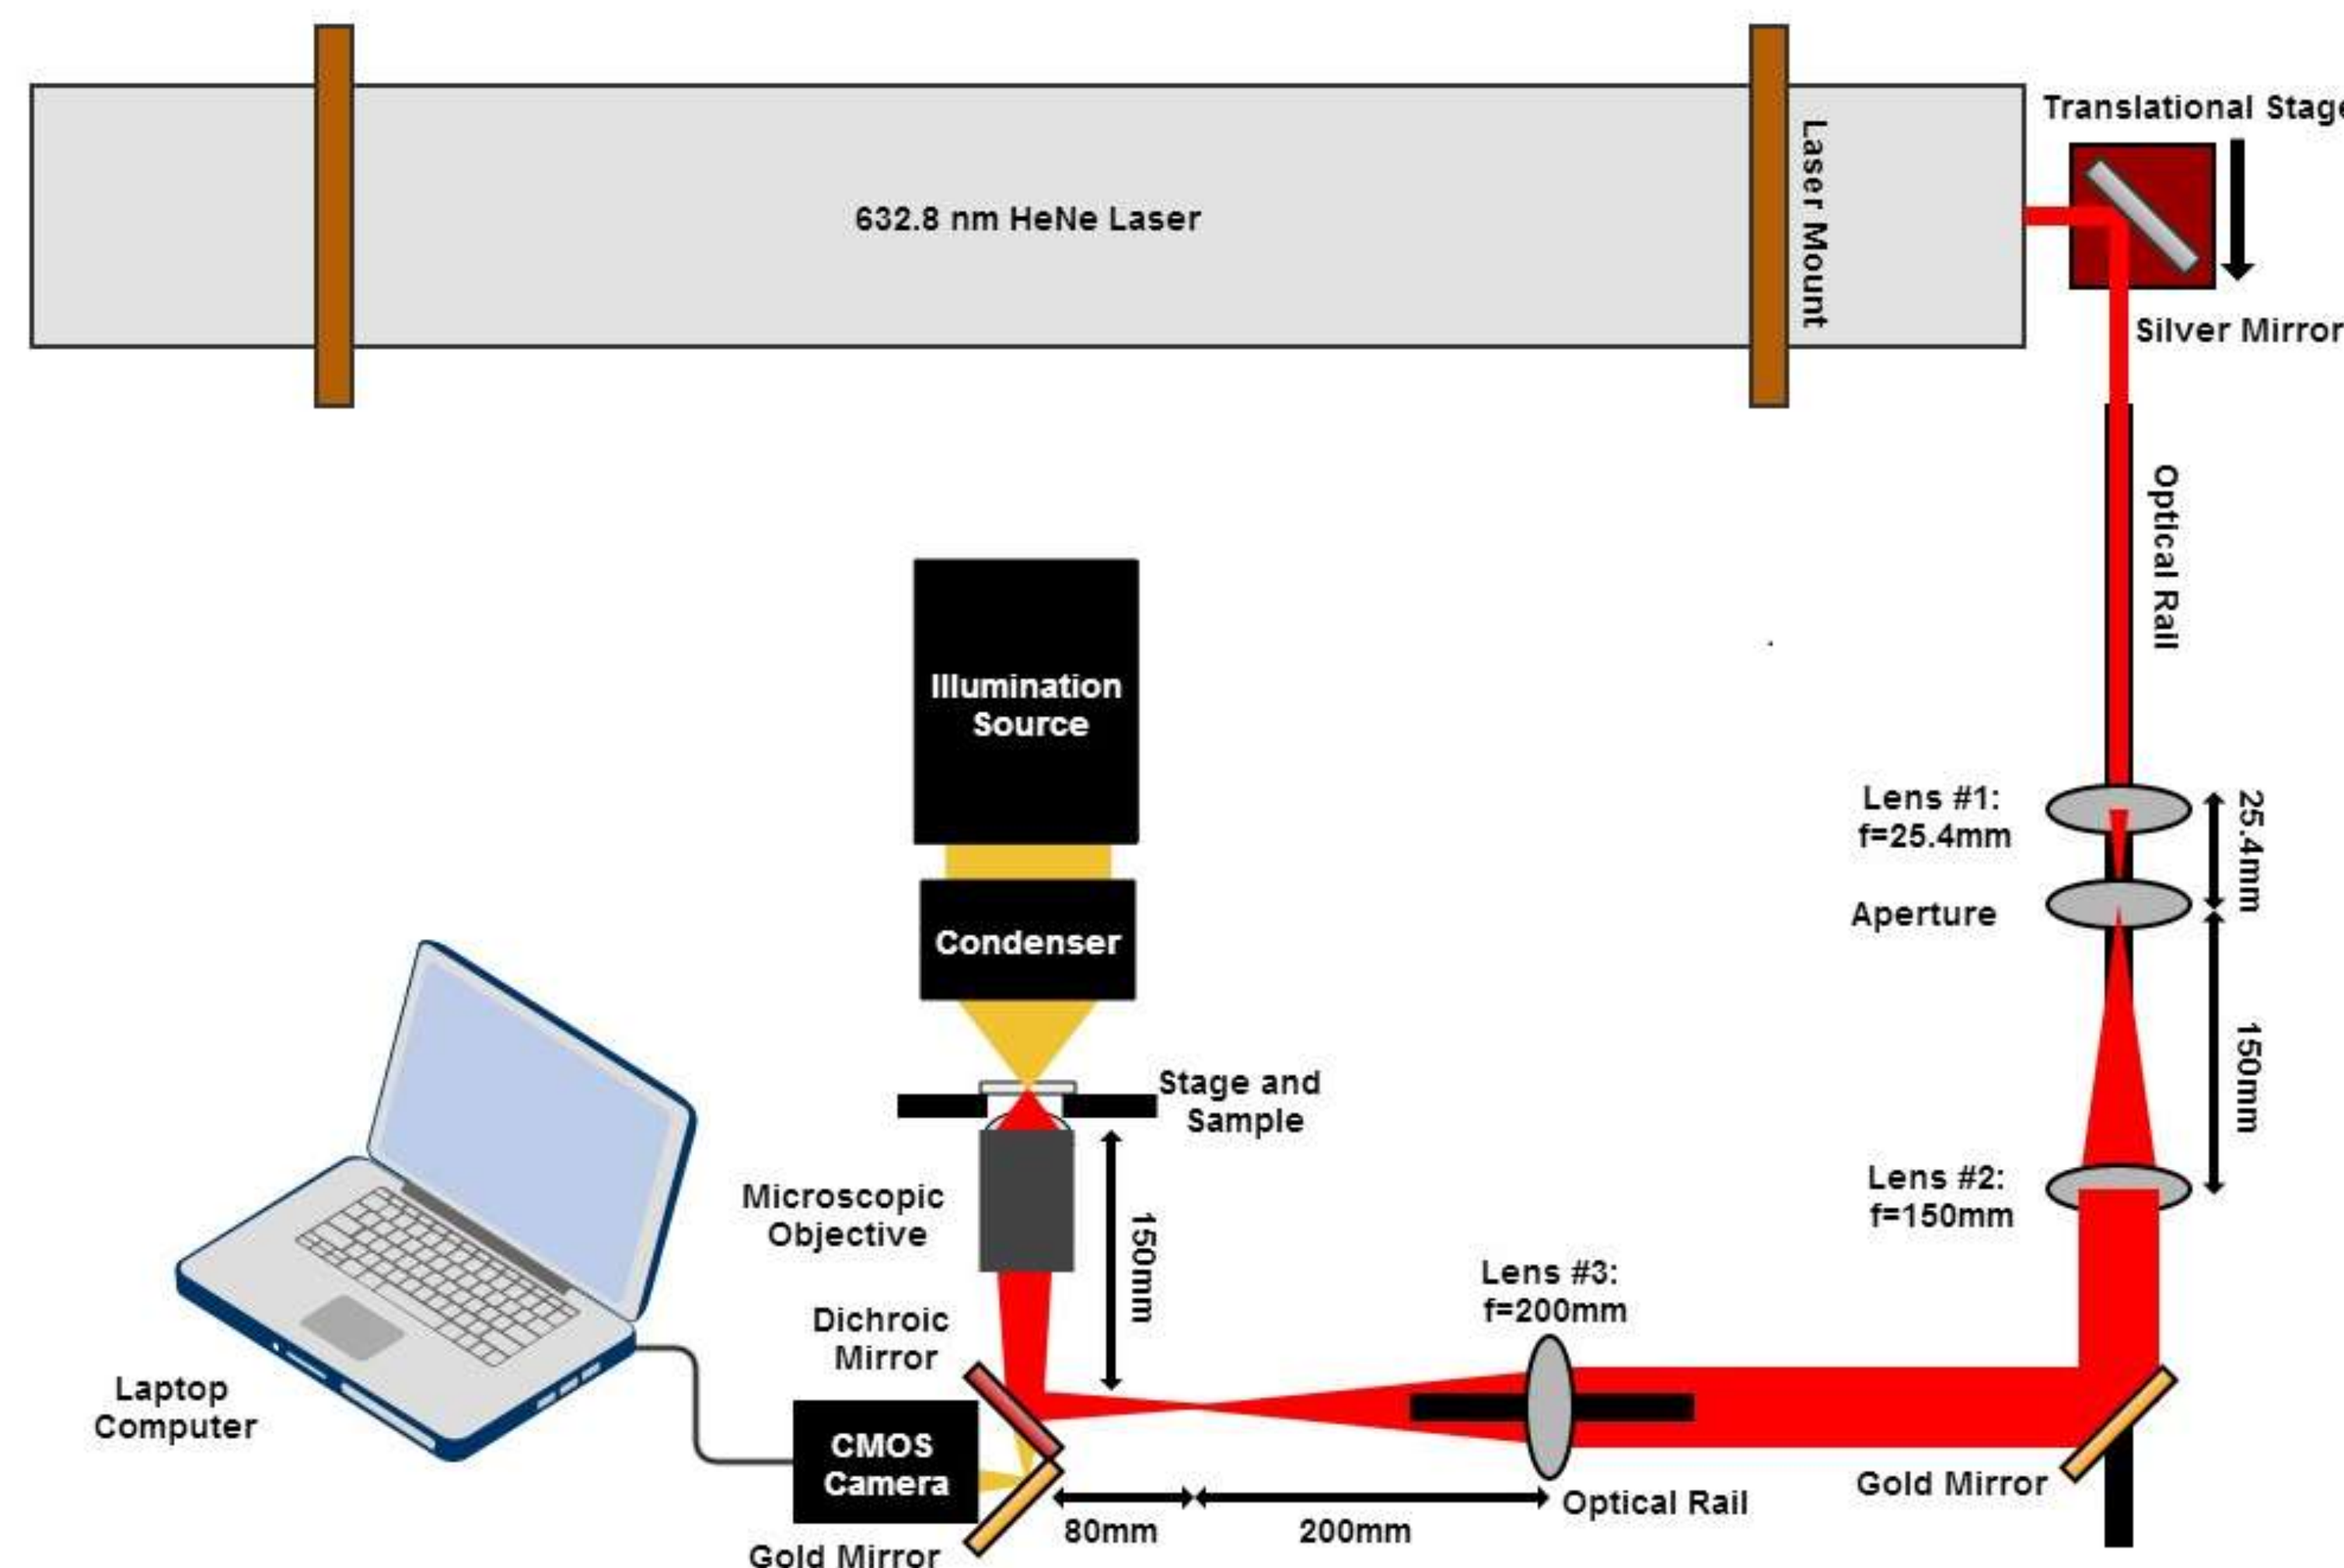 Translational Stage
632.8 nm HeNe Laser
Laser Mount
Silver Mirror
Optical Rail
Illumination
Source
Lens #1:
f=25.4mm
25.4mm
Aperture
Condenser
150mm
Stage and
Sample
Lens #2:
f=150mm
Microscopic
Objective
150mm
Lens #3:
f=200mm
Dichroic
Mirror
Laptop
Computer
CMOS
Camera
Gold Mirror
Optical Rail
80mm
200mm
Gold Mirror